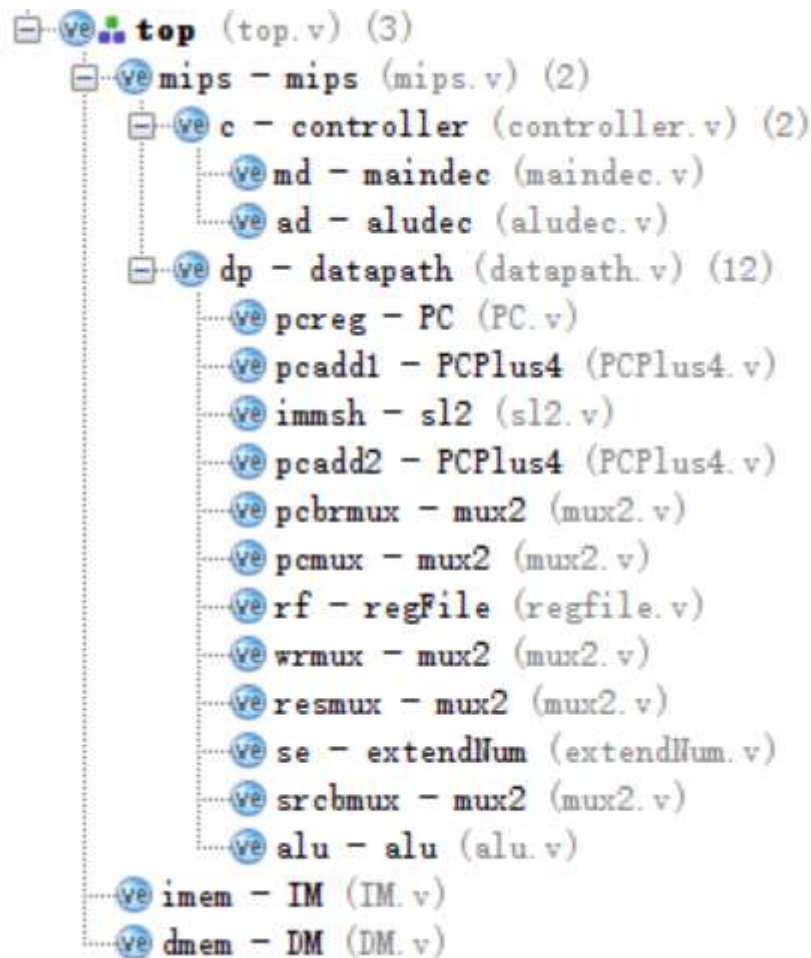 top (top.v) (3)
mips - mips (mips.v) (2)
c - controller (controller.v) (2)
md - maindec (maindec.v)
ad - aludec (aludec.v)
dp - datapath (datapath.v) (12)
pcreg - PC (PC.v)
pcadd1 - PCPlus4 (PCPlus4.v)
immsh - sl2 (sl2.v)
pcadd2 - PCPlus4 (PCPlus4.v)
pcbrmux - mux2 (mux2.v)
pcmux - mux2 (mux2.v)
rf - regFile (regfile.v)
wrmux - mux2 (mux2.v)
resmux - mux2 (mux2.v)
se - extendNum (extendNum.v)
srcbmux - mux2 (mux2.v)
alu - alu (alu.v)
imem - IM (IM.v)
dmem - DM (DM.v)